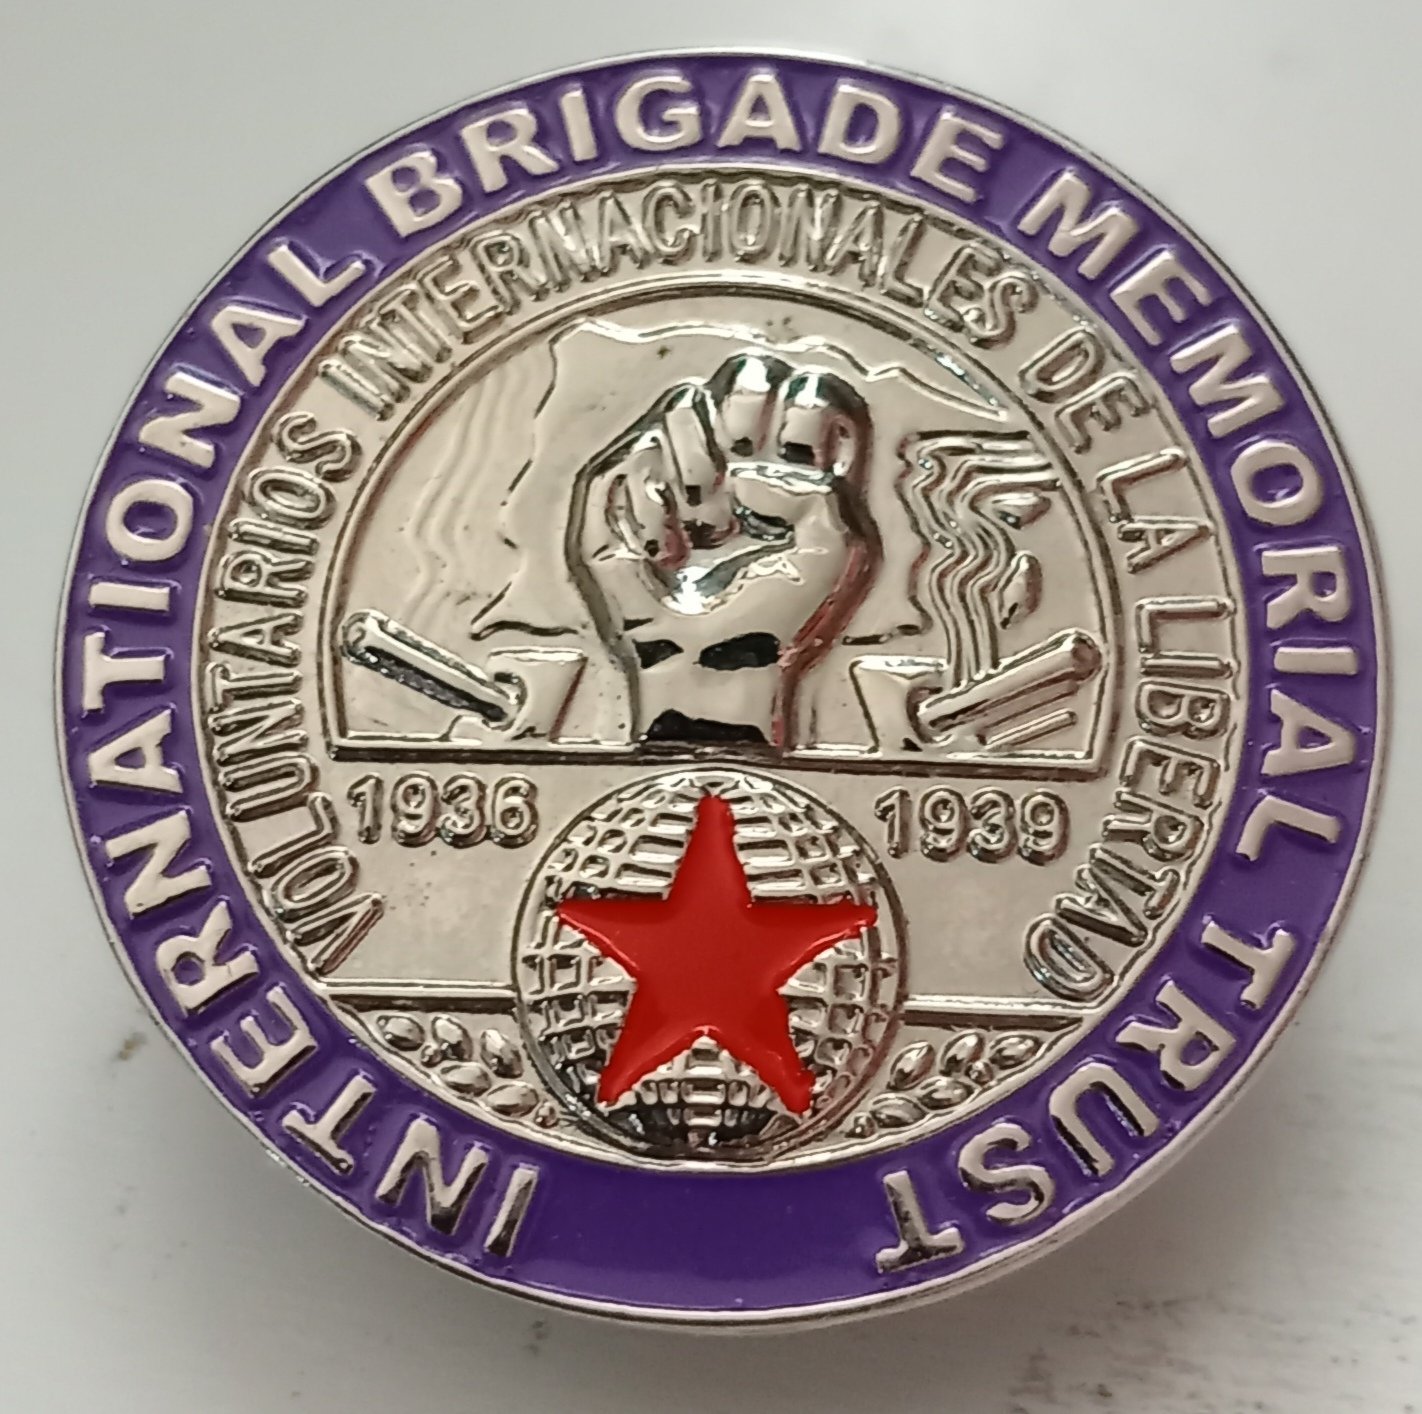 INTERNATIONAL BRIGADE MEMORIAL TRUST
VOLUNTARIOS INTERNACIONALES DE LA LIBERTAD
1936
1939